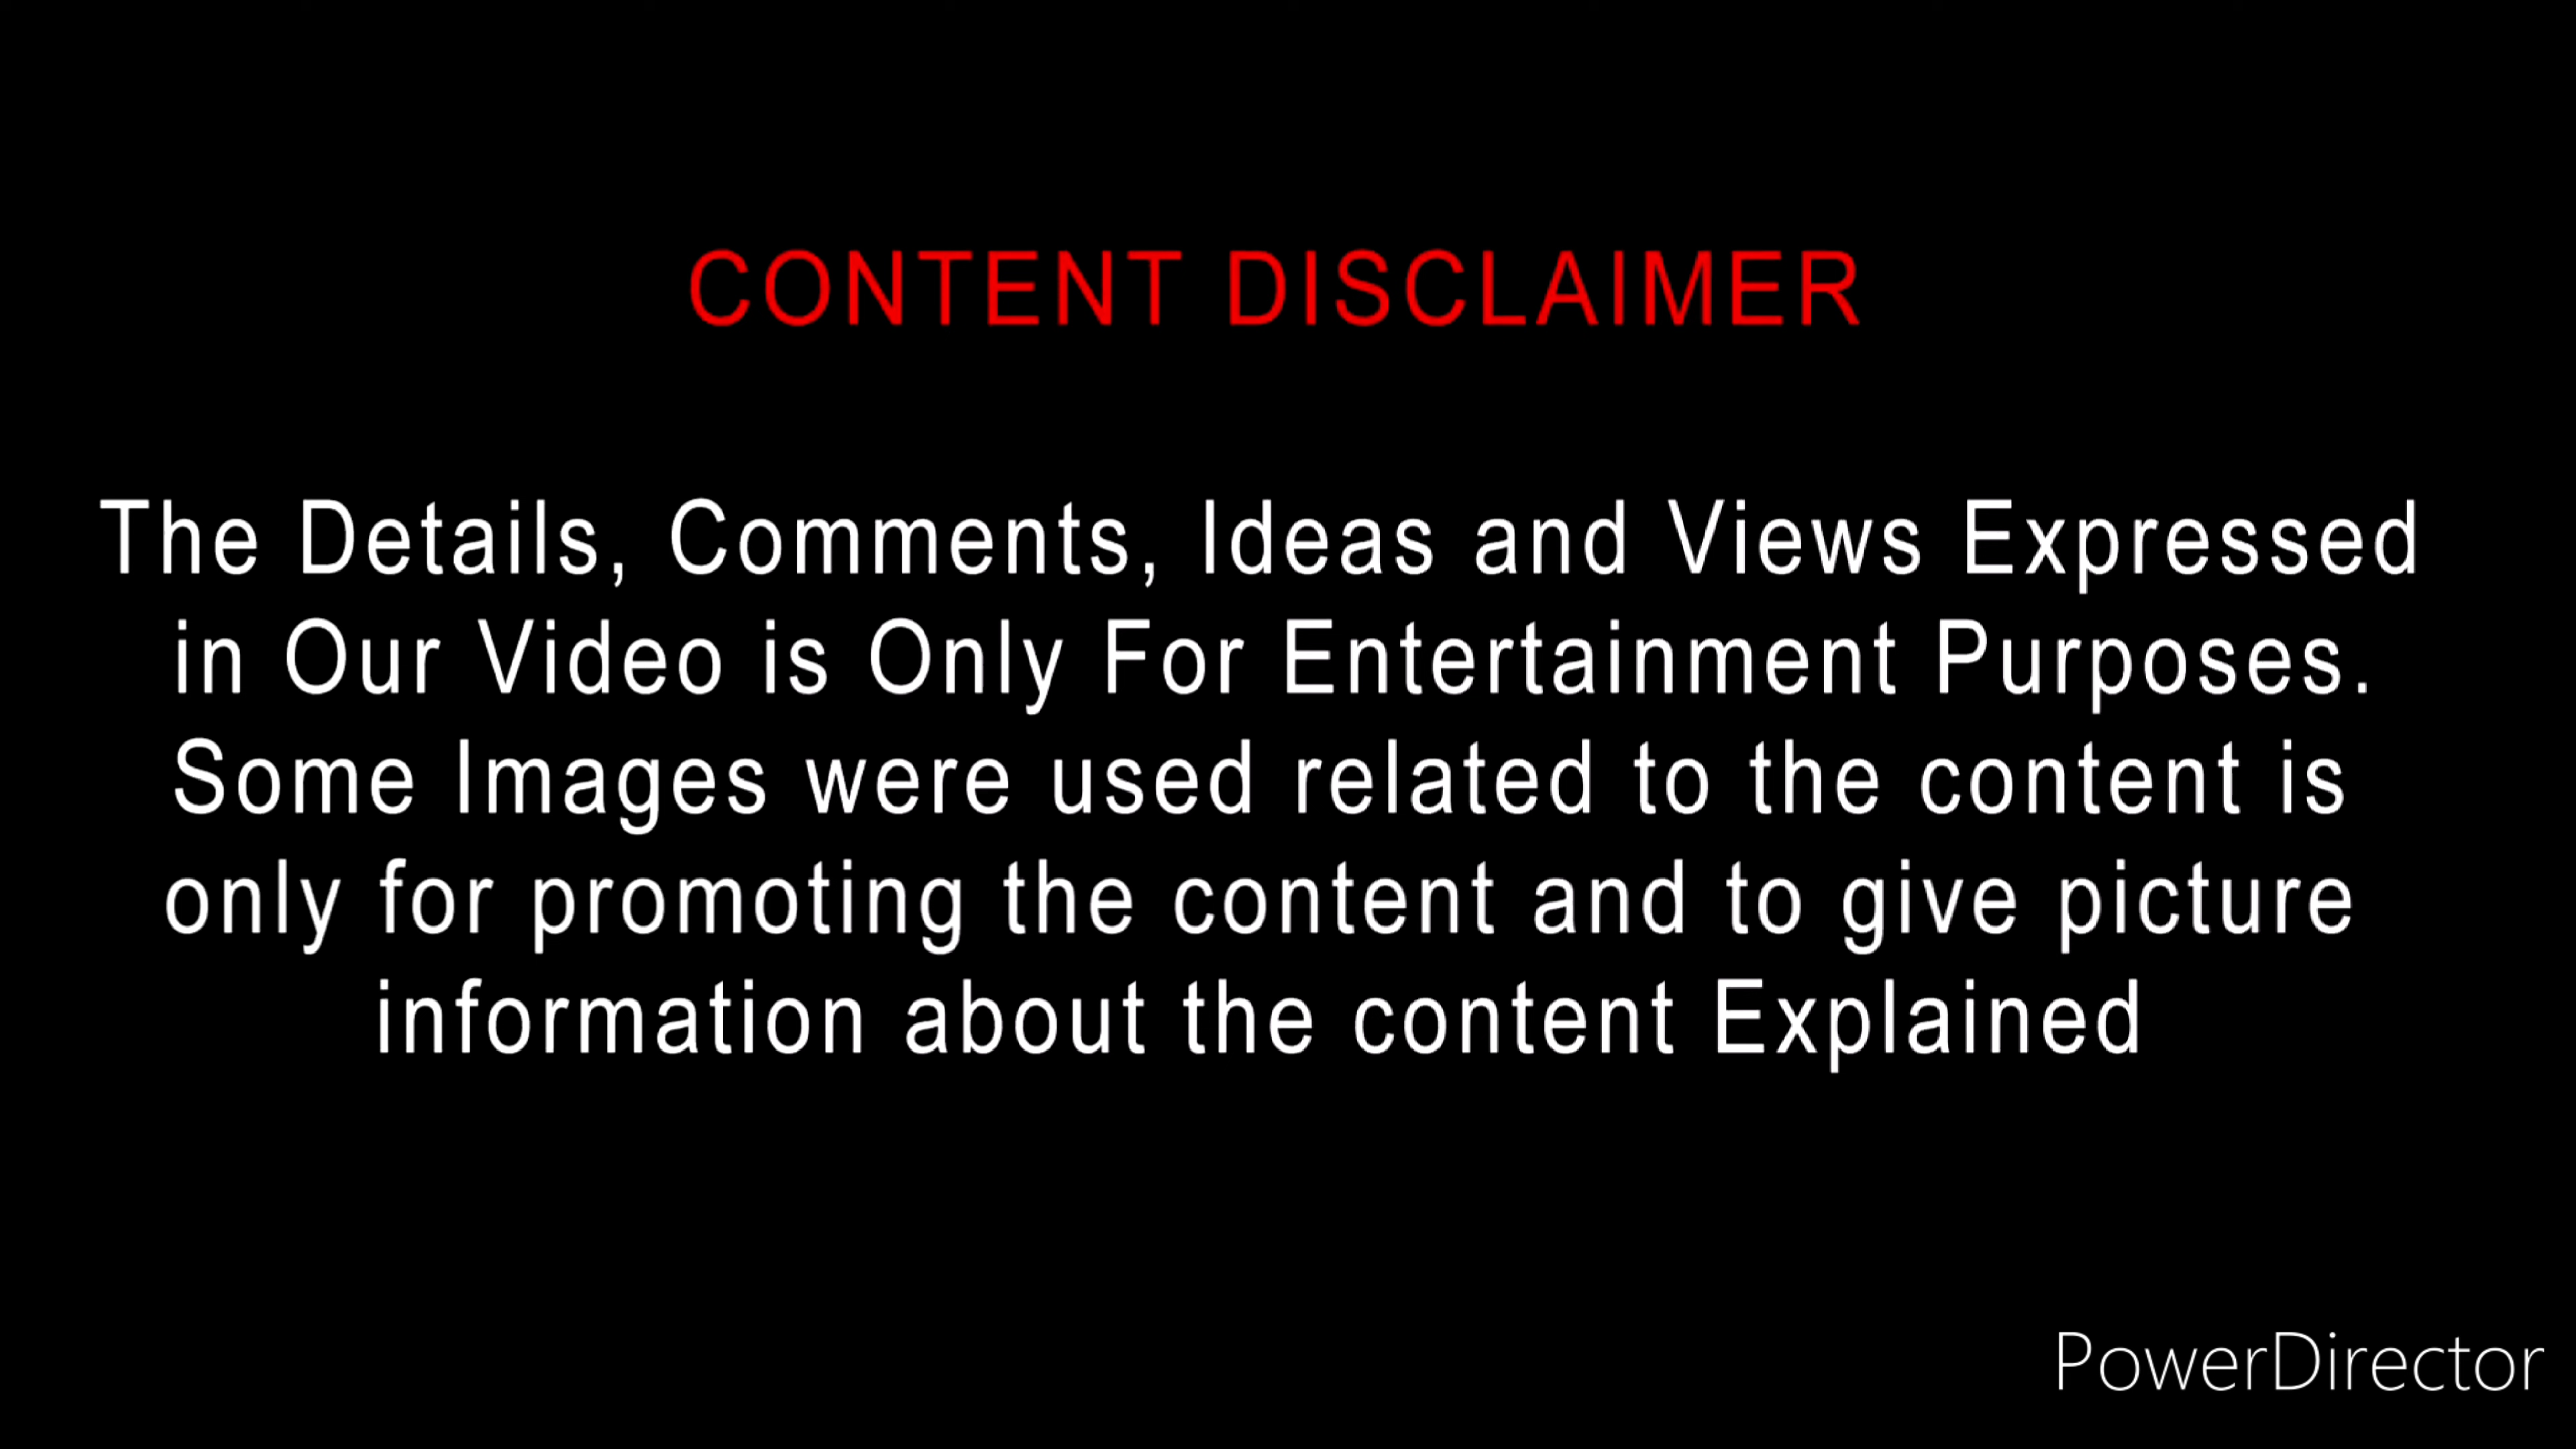 CONTENT DISCLAIMER
The Details, Comments, Ideas and Views Expressed
in Our Video is Only For Entertainment Purposes.
Some Images were used related to the content is
only for promoting the content and to give picture
information about the content Explained
PowerDirector